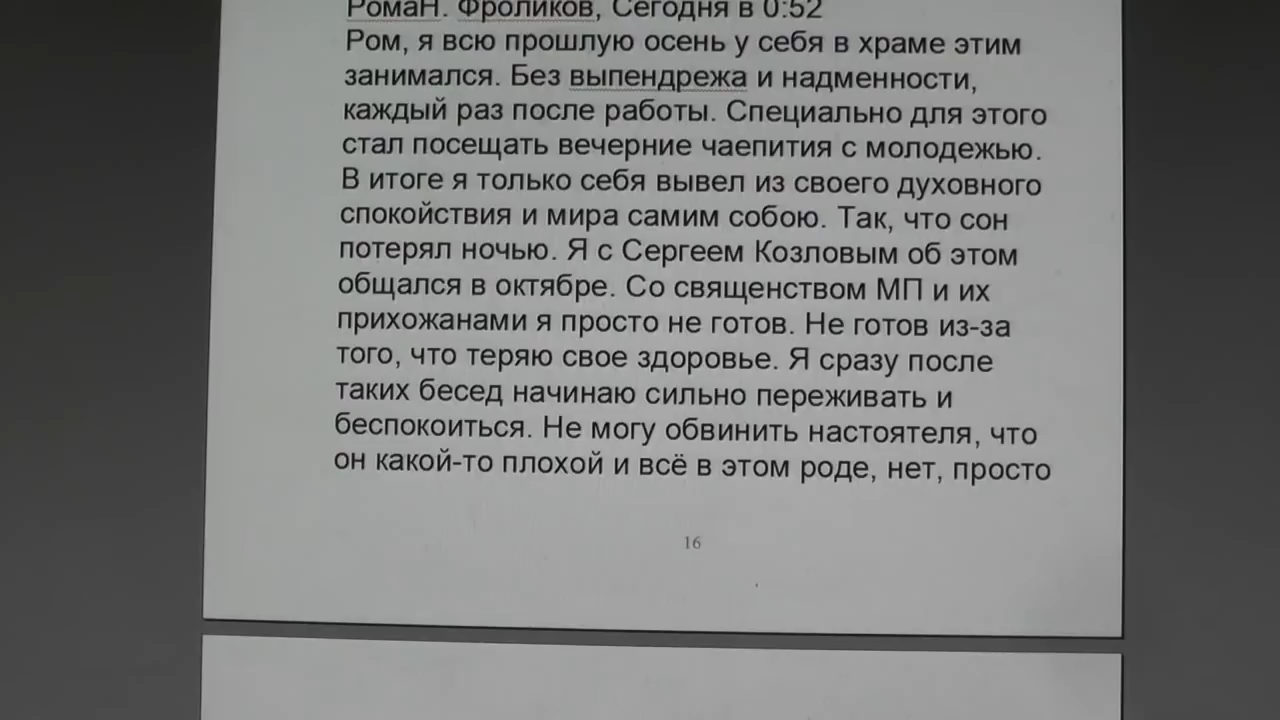 РомаН. Фроликов, Сегодня в 0:52
Ром, я всю прошлую осень у себя в храме этим
занимался. Без выпендрежа и надменности,
каждый раз после работы. Специально для этого
стал посещать вечерние чаепития с молодежью.
В итоге я только себя вывел из своего духовного
спокойствия и мира самим собою. Так, что сон
потерял ночью. Я с Сергеем Козловым об этом
общался в октябре. Со священством МП и их
прихожанами я просто не готов. Не готов из-за
того, что теряю свое здоровье. Я сразу после
таких бесед начинаю сильно переживать и
беспокоиться. Не могу обвинить настоятеля, что
он какой-то плохой и всё в этом роде, нет, просто
16